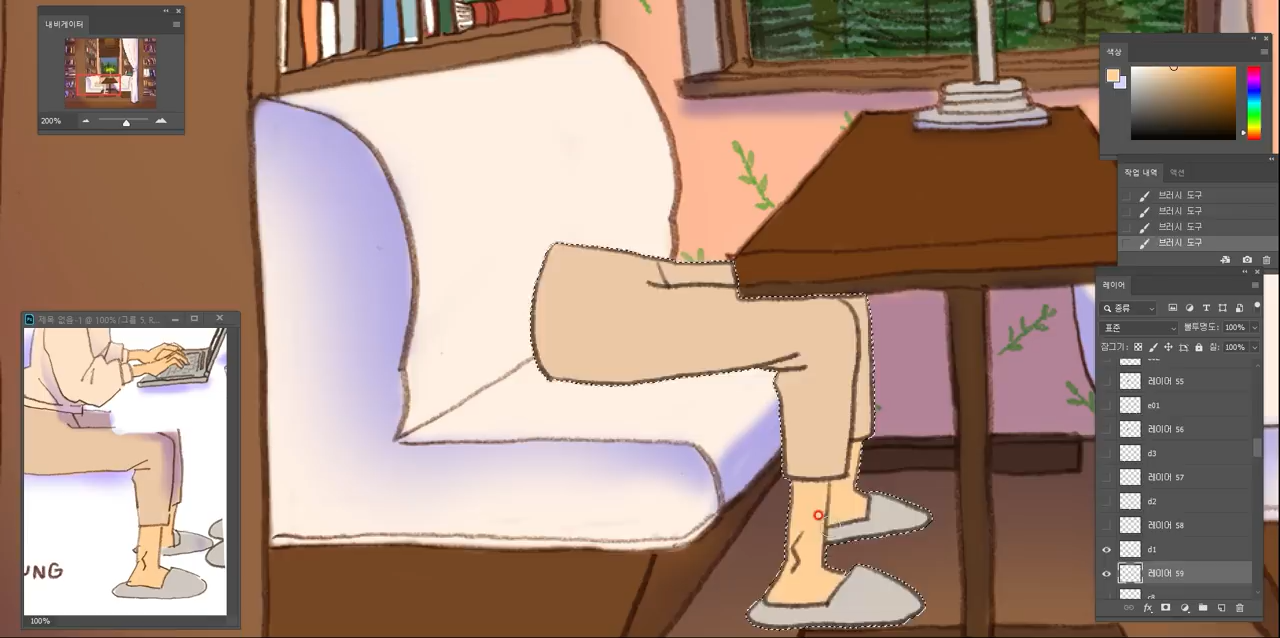 내비게이터
200%
제목 없음-1 @ 100% (그룹 5, R...
UNG
100%
색상
작업 내역
액션
브러시 도구
브러시 도구
브러시 도구
브러시 도구
레이어
종류
표준
불투명도: 100%
잠그기:
칠: 100%
레이어 55
e01
레이어 56
d3
레이어 57
d2
레이어 58
d1
레이어 59